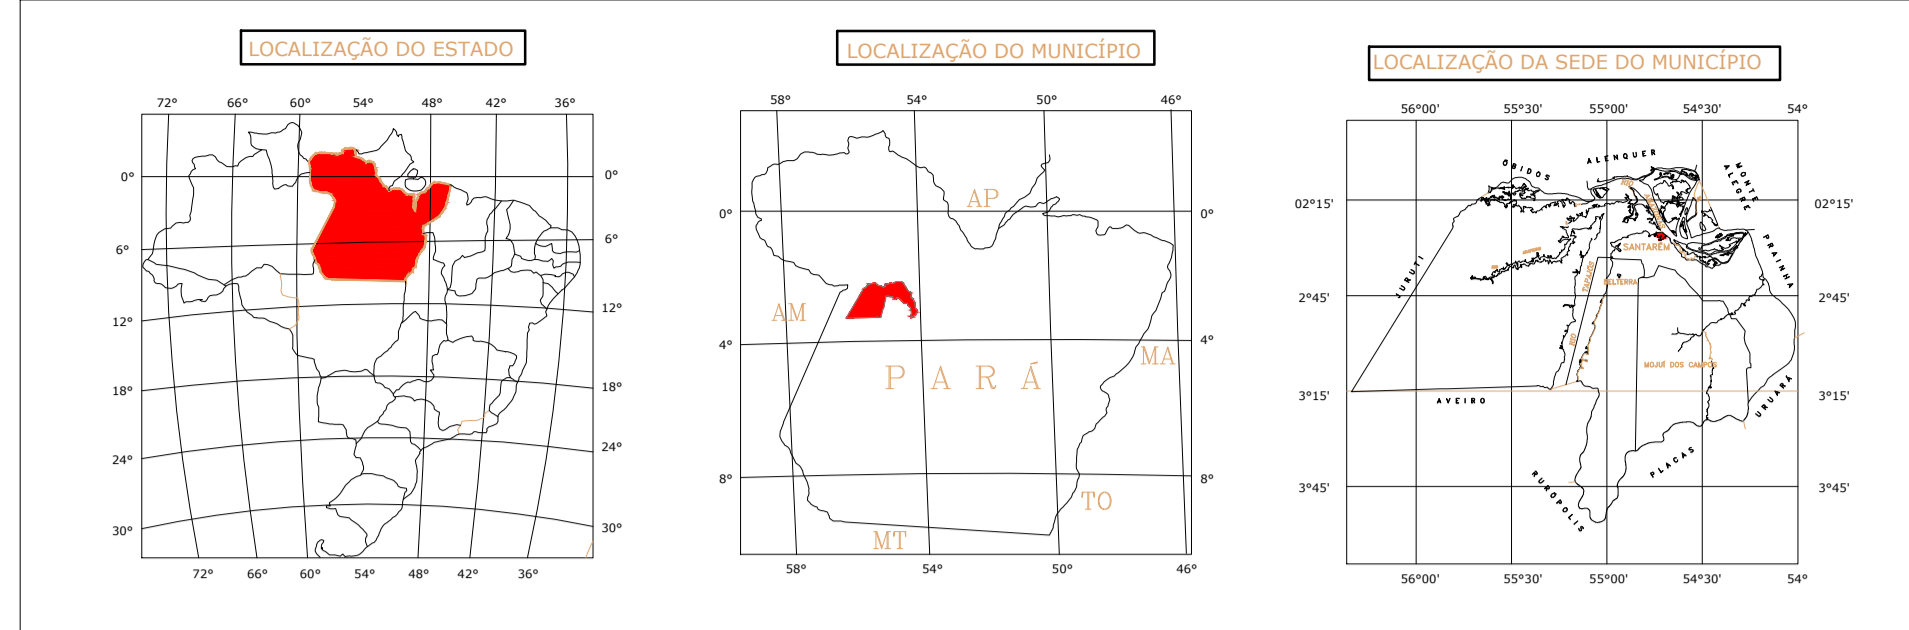 LOCALIZAÇÃO DO ESTADO
72° 66° 60° 54° 48° 42° 36°
0° 0°
6° 6°
12° 12°
18° 18°
24° 24°
30° 30°
72° 66° 60° 54° 48° 42° 36°
LOCALIZAÇÃO DO MUNICÍPIO
58° 54° 50° 46°
AP
0° 0°
AM
4° 4°
MA
PARÁ
8° 8°
TO
MT
58° 54° 50° 46°
LOCALIZAÇÃO DA SEDE DO MUNICÍPIO
56°00' 55°30' 55°00' 54°30' 54°
ÓBIDOS
ALENQUER
MONTE
ALEGRE
RIO
02°15' 02°15'
SANTARÉM
PRAINHA
JURUTI
TAPAJÓS
BELTERRA
2°45' 2°45'
RIO
MOJUÍ DOS CAMPOS
3°15' 3°15'
AVEIRO
URUARÁ
PLACAS
RURÓPOLIS
3°45' 3°45'
56°00' 55°30' 55°00' 54°30' 54°